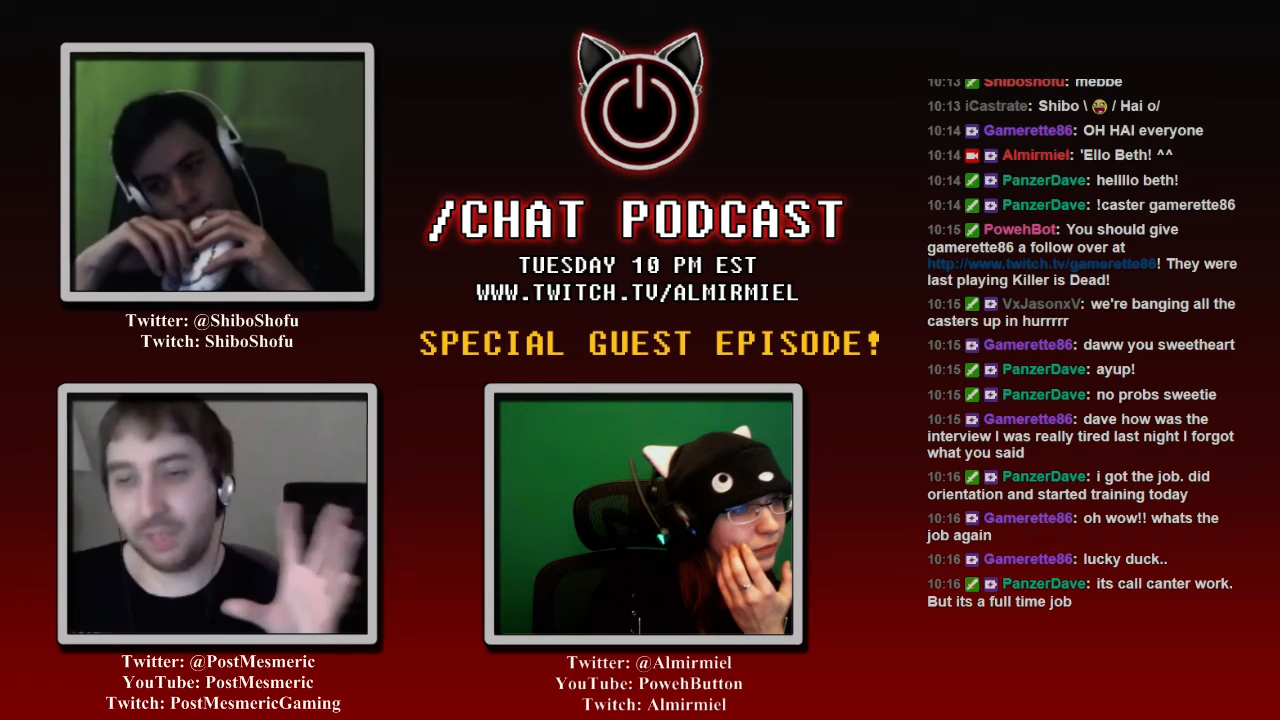 /CHAT PODCAST
TUESDAY 10 PM EST
WWW.TWITCH.TV/ALMIRMIEL
SPECIAL GUEST EPISODE!
Twitter: @ShiboShofu
Twitch: ShiboShofu
Twitter: @PostMesmeric
YouTube: PostMesmeric
Twitch: PostMesmericGaming
Twitter: @Almirmiel
YouTube: PowehButton
Twitch: Almirmiel
10:13 Shiboshofu: mebbe
10:13 iCastrate: Shibo \ 😜 / Hai o/
10:14 Gamerette86: OH HAI everyone
10:14 Almirmiel: 'Ello Beth! ^^
10:14 PanzerDave: hellllo beth!
10:14 PanzerDave: !caster gamerette86
10:15 PowehBot: You should give
gamerette86 a follow over at
http://www.twitch.tv/gamerette86! They were
last playing Killer is Dead!
10:15 VxJasonxV: we're banging all the
casters up in hurrrrr
10:15 Gamerette86: daww you sweetheart
10:15 PanzerDave: ayup!
10:15 PanzerDave: no probs sweetie
10:15 Gamerette86: dave how was the
interview I was really tired last night I forgot
what you said
10:16 PanzerDave: i got the job. did
orientation and started training today
10:16 Gamerette86: oh wow!! whats the
job again
10:16 Gamerette86: lucky duck..
10:16 PanzerDave: its call canter work.
But its a full time job